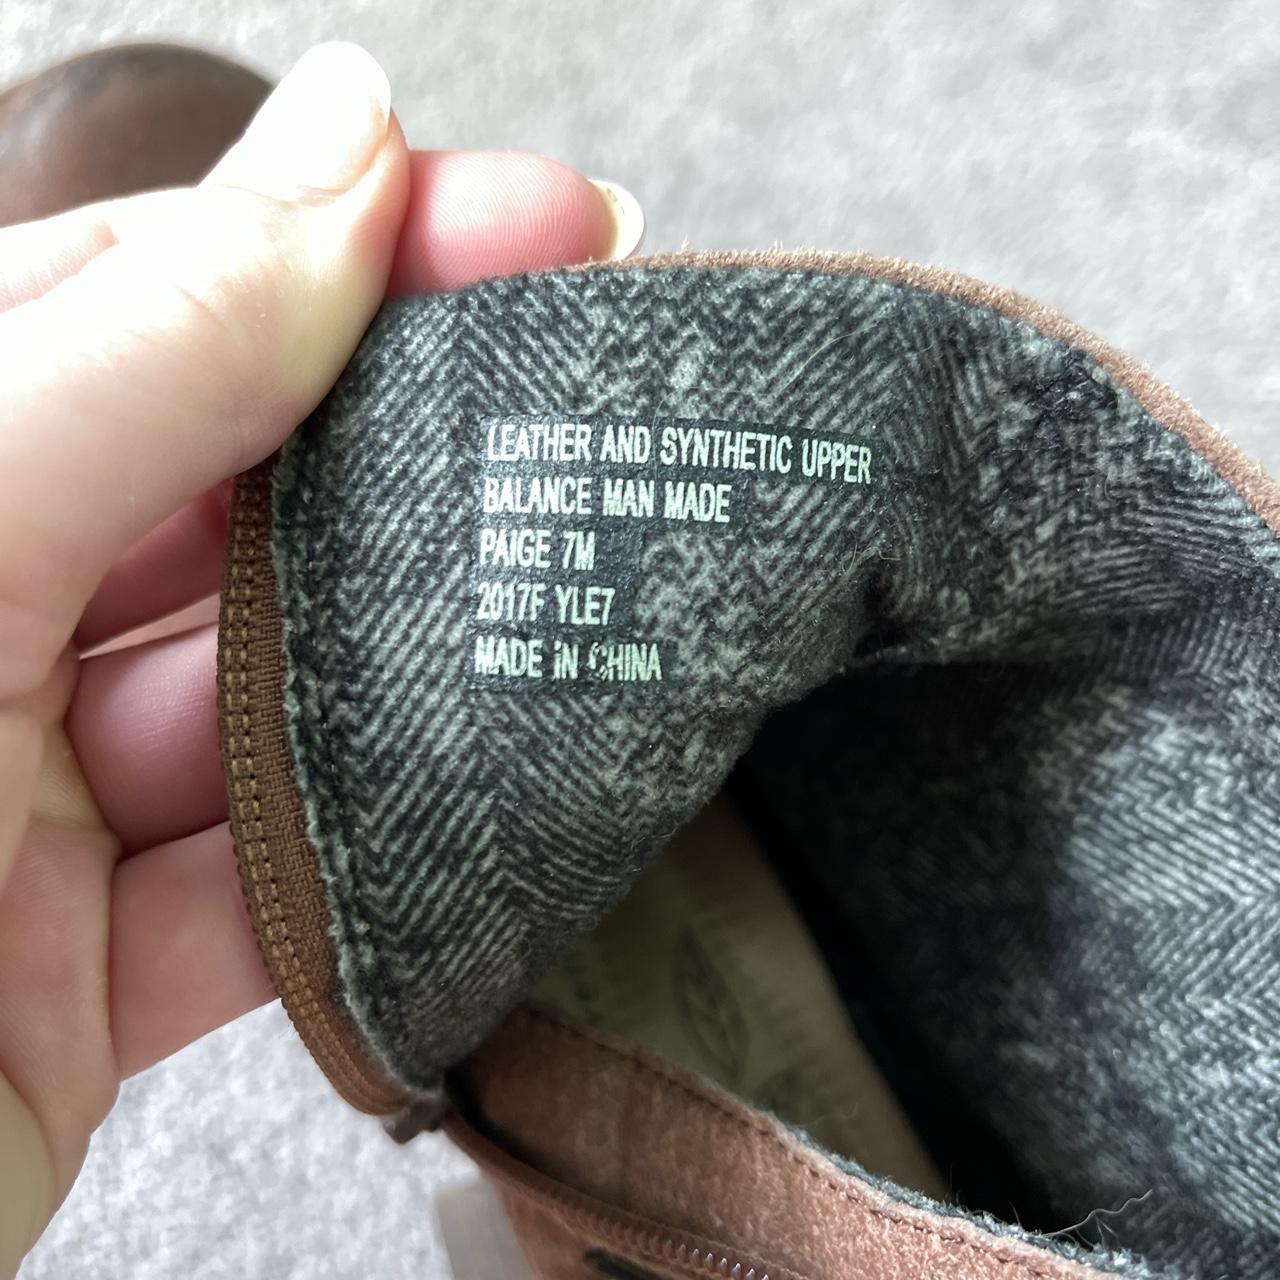 LEATHER AND SYNTHETIC UPPER
BALANCE MAN MADE
PAIGE 7M
2017F YLE7
MADE iN CHINA